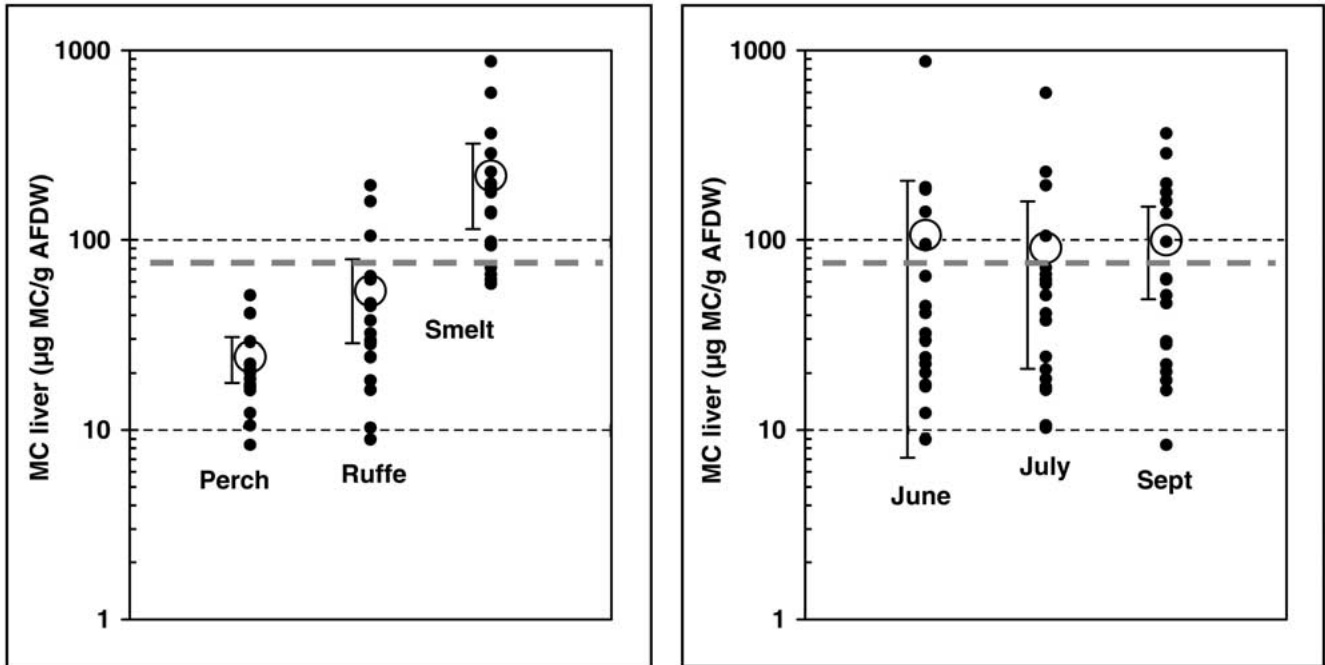 MC liver (µg MC/g AFDW)
1000
100
10
1
Perch
Ruffe
Smelt
MC liver (µg MC/g AFDW)
1000
100
10
1
June
July
Sept